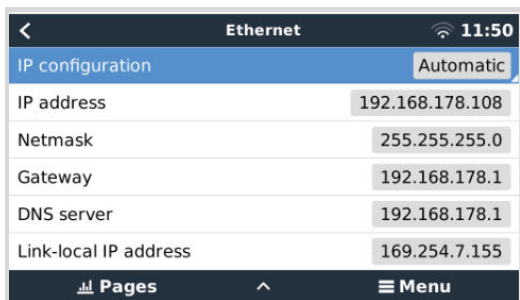 Ethernet 11:50
IP configuration Automatic
IP address 192.168.178.108
Netmask 255.255.255.0
Gateway 192.168.178.1
DNS server 192.168.178.1
Link-local IP address 169.254.7.155
Pages Menu